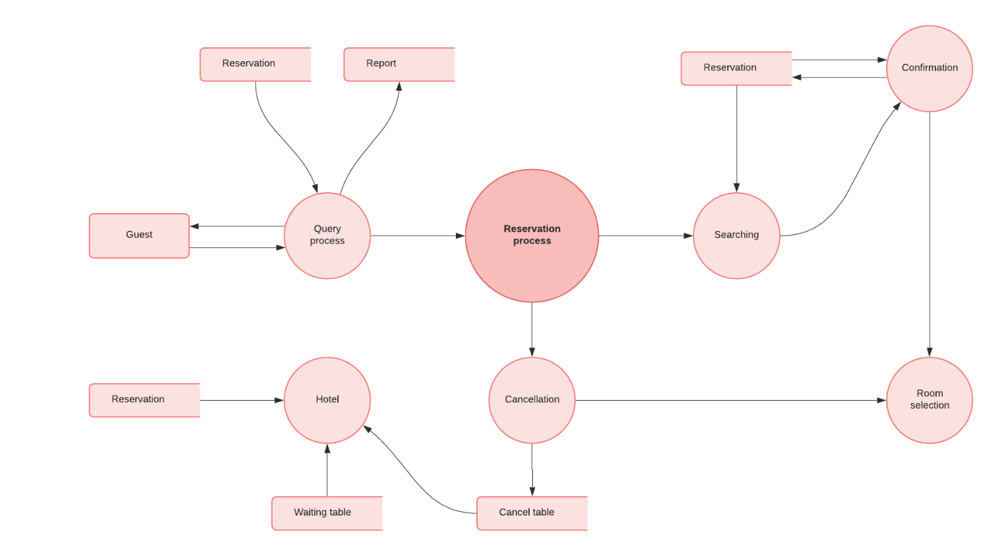 Reservation
Report
Reservation
Confirmation
Guest
Query
process
Reservation
process
Searching
Reservation
Hotel
Cancellation
Room
selection
Waiting table
Cancel table